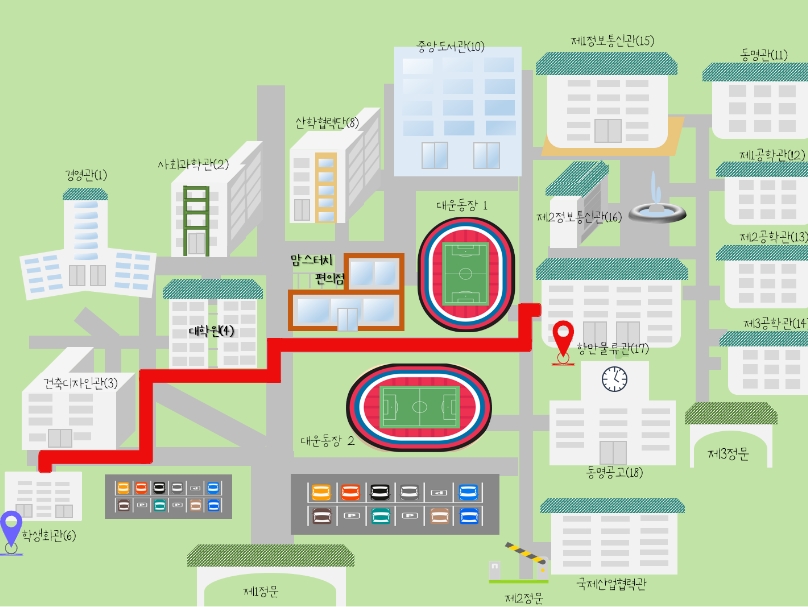 중앙도서관(10)
제1정보통신관(15)
동명관(11)
산학협력단(8)
사회과학관(2)
제1공학관(12)
경영관(1)
대운동장 1
제2정보통신관(16)
제2공학관(13)
맘스터치
편의점
대학원(4)
제3공학관(14)
항만물류관(17)
건축디자인관(3)
대운동장 2
제3정문
동명공고(18)
학생회관(6)
국제산업협력관
제1정문
제2정문